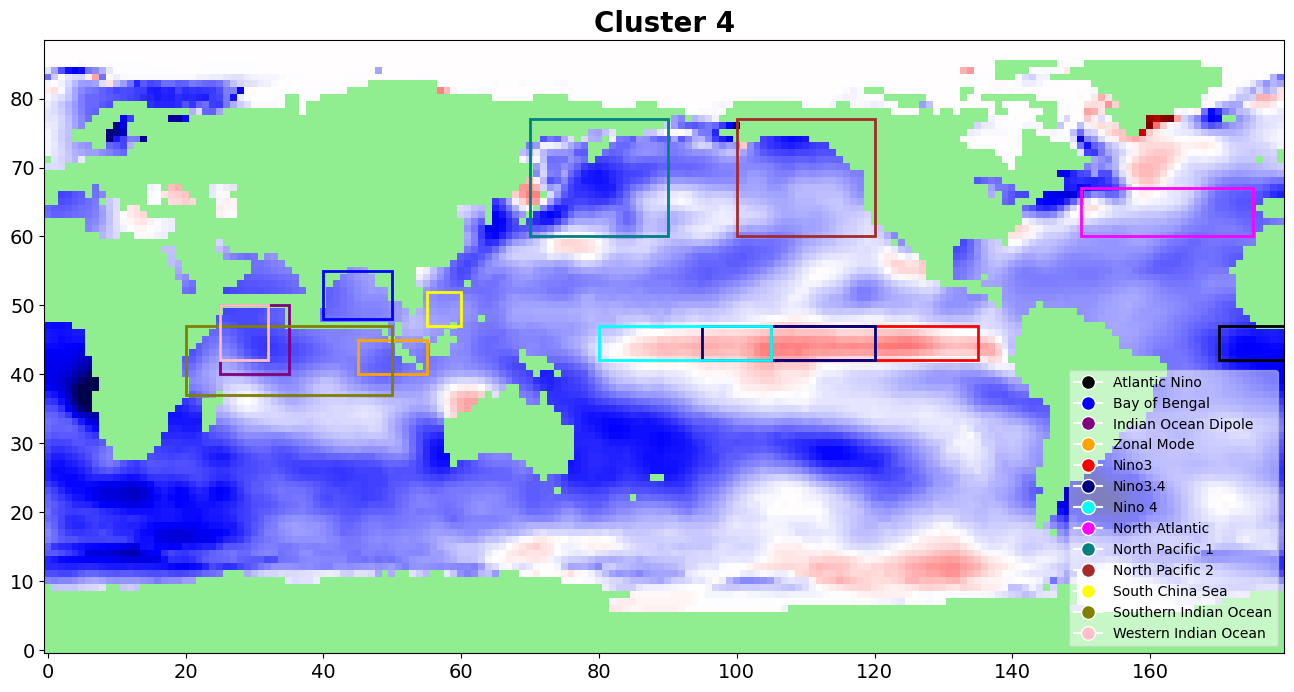 Cluster 4
80
70
60
50
40
30
20
10
0
0 20 40 60 80 100 120 140 160
Atlantic Nino
Bay of Bengal
Indian Ocean Dipole
Zonal Mode
Nino3
Nino3.4
Nino 4
North Atlantic
North Pacific 1
North Pacific 2
South China Sea
Southern Indian Ocean
Western Indian Ocean